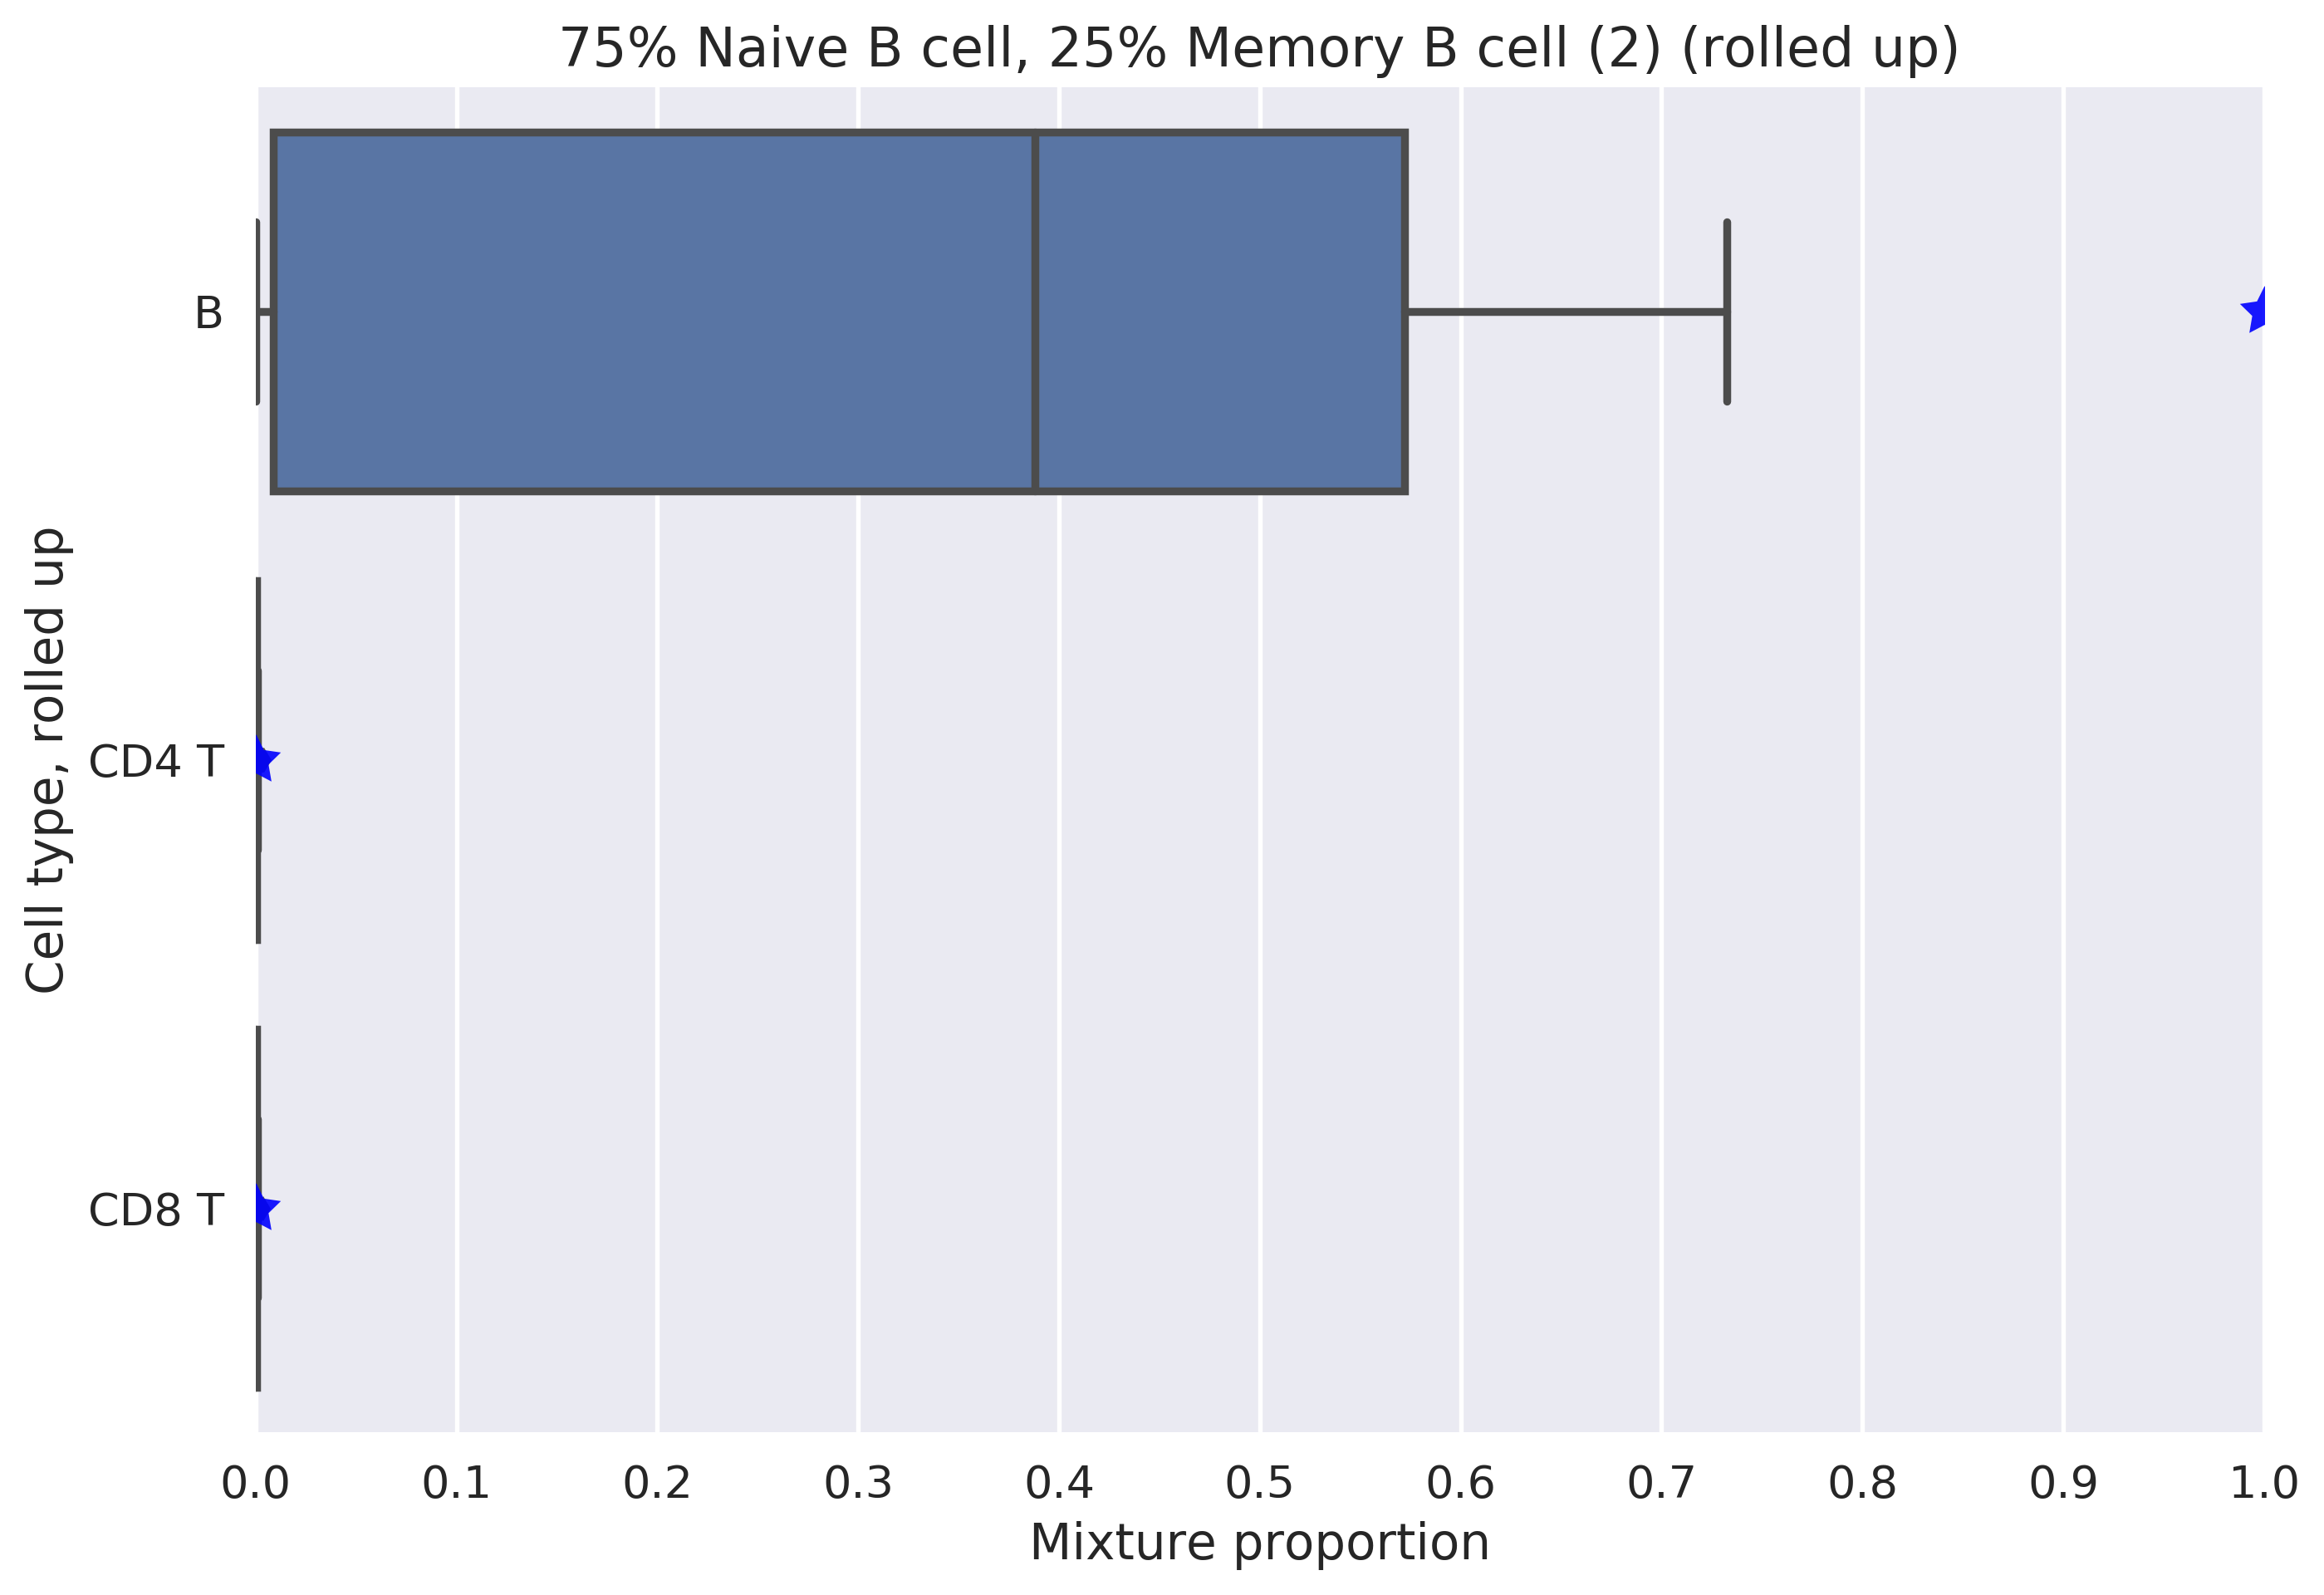 75% Naive B cell, 25% Memory B cell (2) (rolled up)
Cell type, rolled up
B
CD4 T
CD8 T
0.0 0.1 0.2 0.3 0.4 0.5 0.6 0.7 0.8 0.9 1.0
Mixture proportion